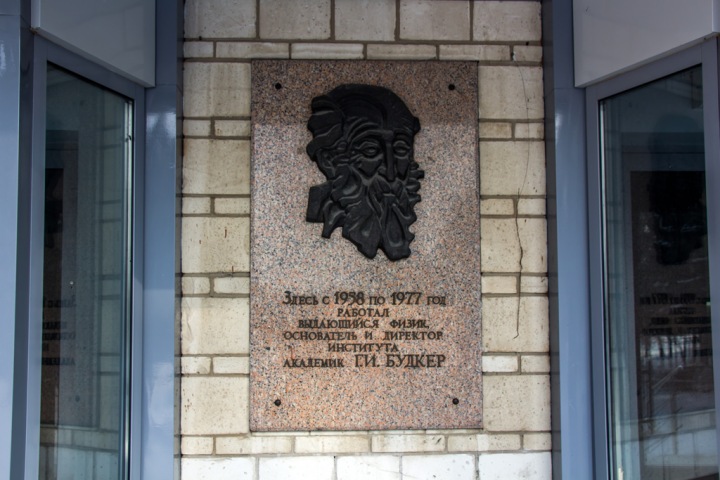 Здесь с 1958 по 1977 год
работал
выдающийся физик,
основатель и директор
института
академик Г.И. БУДКЕР